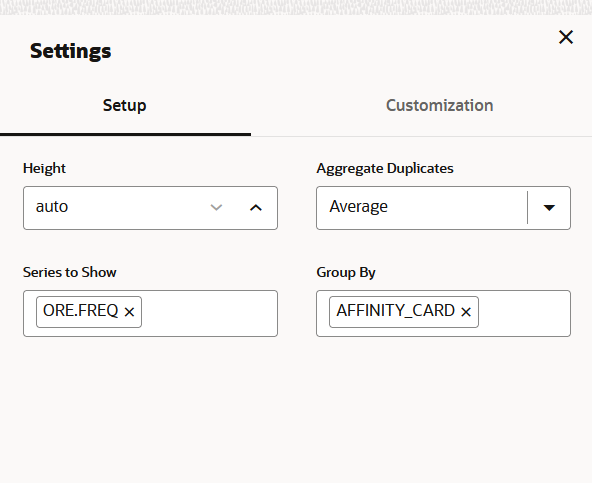 Settings
Setup Customization
Height Aggregate Duplicates
auto Average
Series to Show Group By
ORE.FREQ × AFFINITY_CARD ×